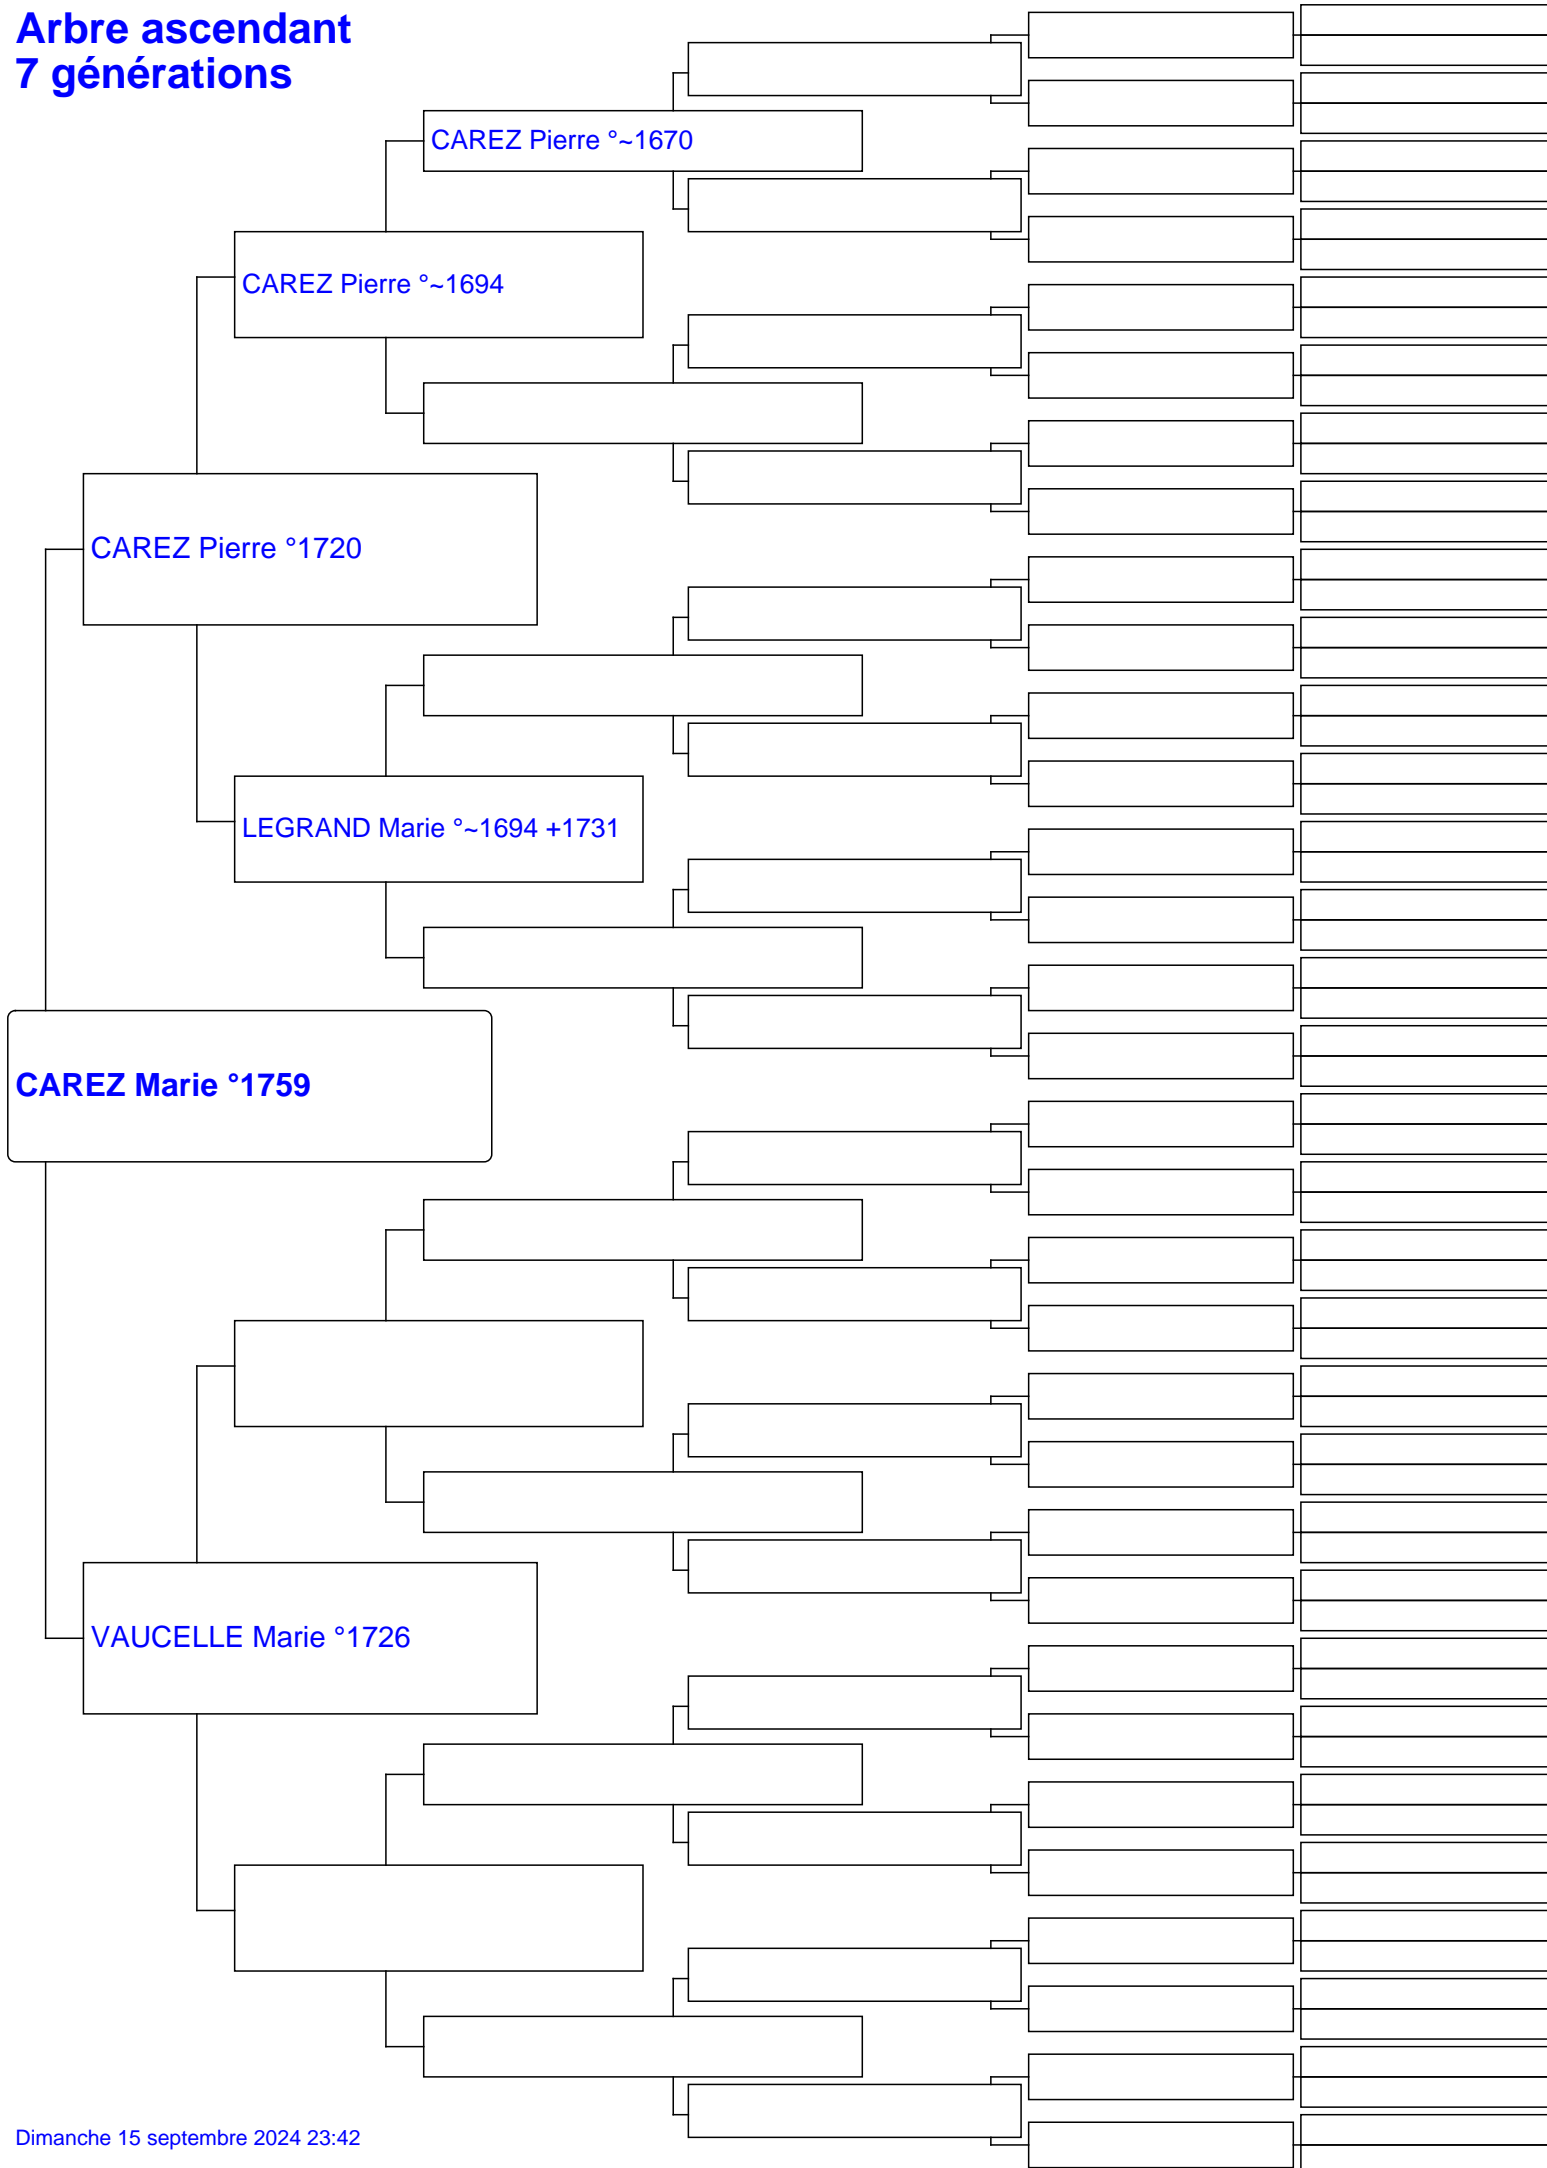 Arbre ascendant
7 générations
CAREZ Pierre °~1670
CAREZ Pierre °~1694
CAREZ Pierre °1720
LEGRAND Marie °~1694 +1731
CAREZ Marie °1759
VAUCELLE Marie °1726
Dimanche 15 septembre 2024 23:42